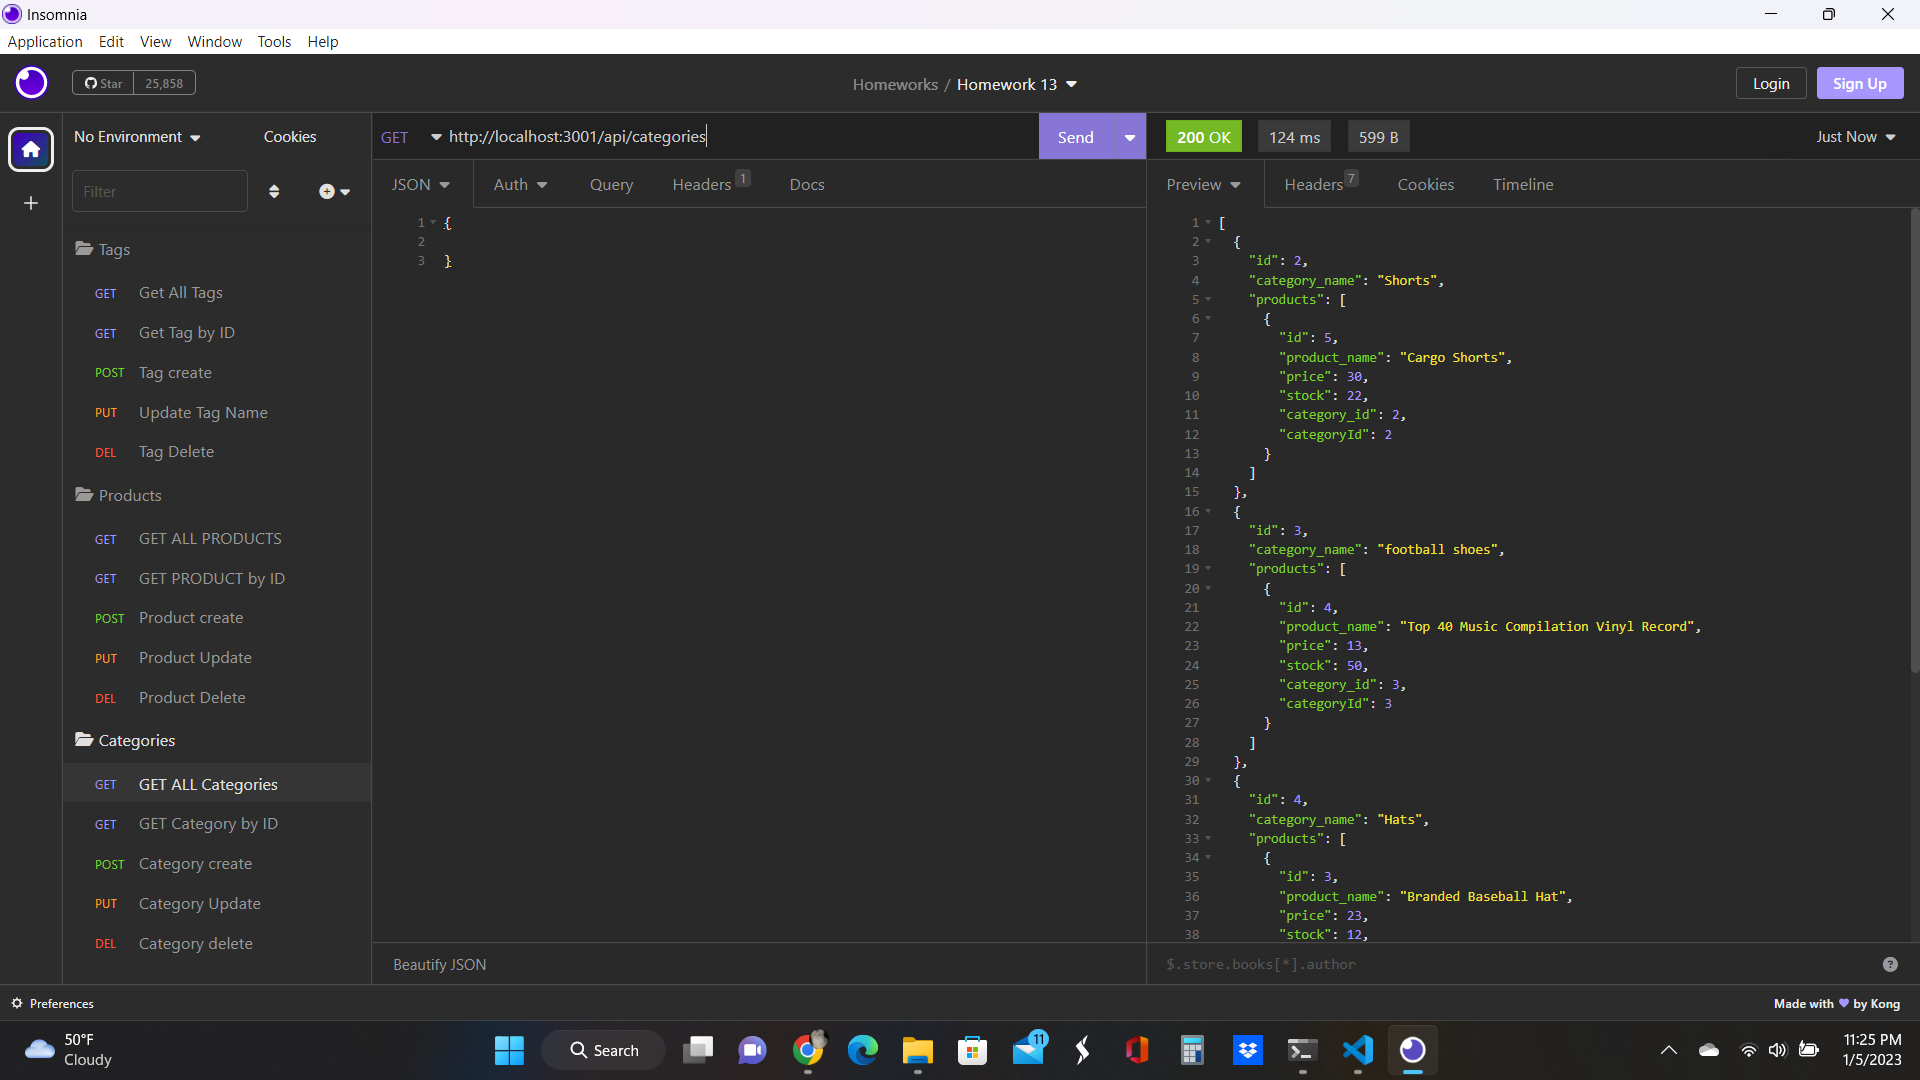 Insomnia
Application Edit View Window Tools Help
Star 25,858
Homeworks / Homework 13
Login Sign Up
No Environment Cookies
Filter
Tags
GET Get All Tags
GET Get Tag by ID
POST Tag create
PUT Update Tag Name
DEL Tag Delete
Products
GET GET ALL PRODUCTS
GET GET PRODUCT by ID
POST Product create
PUT Product Update
DEL Product Delete
Categories
GET GET ALL Categories
GET GET Category by ID
POST Category create
PUT Category Update
DEL Category delete
GET http://localhost:3001/api/categories Send
JSON Auth Query Headers 1 Docs
1 {
2
3 }
Beautify JSON
200 OK 124 ms 599 B Just Now
Preview Headers 7 Cookies Timeline
1 [
2 {
3 "id": 2,
4 "category_name": "Shorts",
5 "products": [
6 {
7 "id": 5,
8 "product_name": "Cargo Shorts",
9 "price": 30,
10 "stock": 22,
11 "category_id": 2,
12 "categoryId": 2
13 }
14 ]
15 },
16 {
17 "id": 3,
18 "category_name": "football shoes",
19 "products": [
20 {
21 "id": 4,
22 "product_name": "Top 40 Music Compilation Vinyl Record",
23 "price": 13,
24 "stock": 50,
25 "category_id": 3,
26 "categoryId": 3
27 }
28 ]
29 },
30 {
31 "id": 4,
32 "category_name": "Hats",
33 "products": [
34 {
35 "id": 3,
36 "product_name": "Branded Baseball Hat",
37 "price": 23,
38 "stock": 12,
$.store.books[*].author
Preferences
Made with by Kong
50°F
Cloudy
Search
11
11:25 PM
1/5/2023